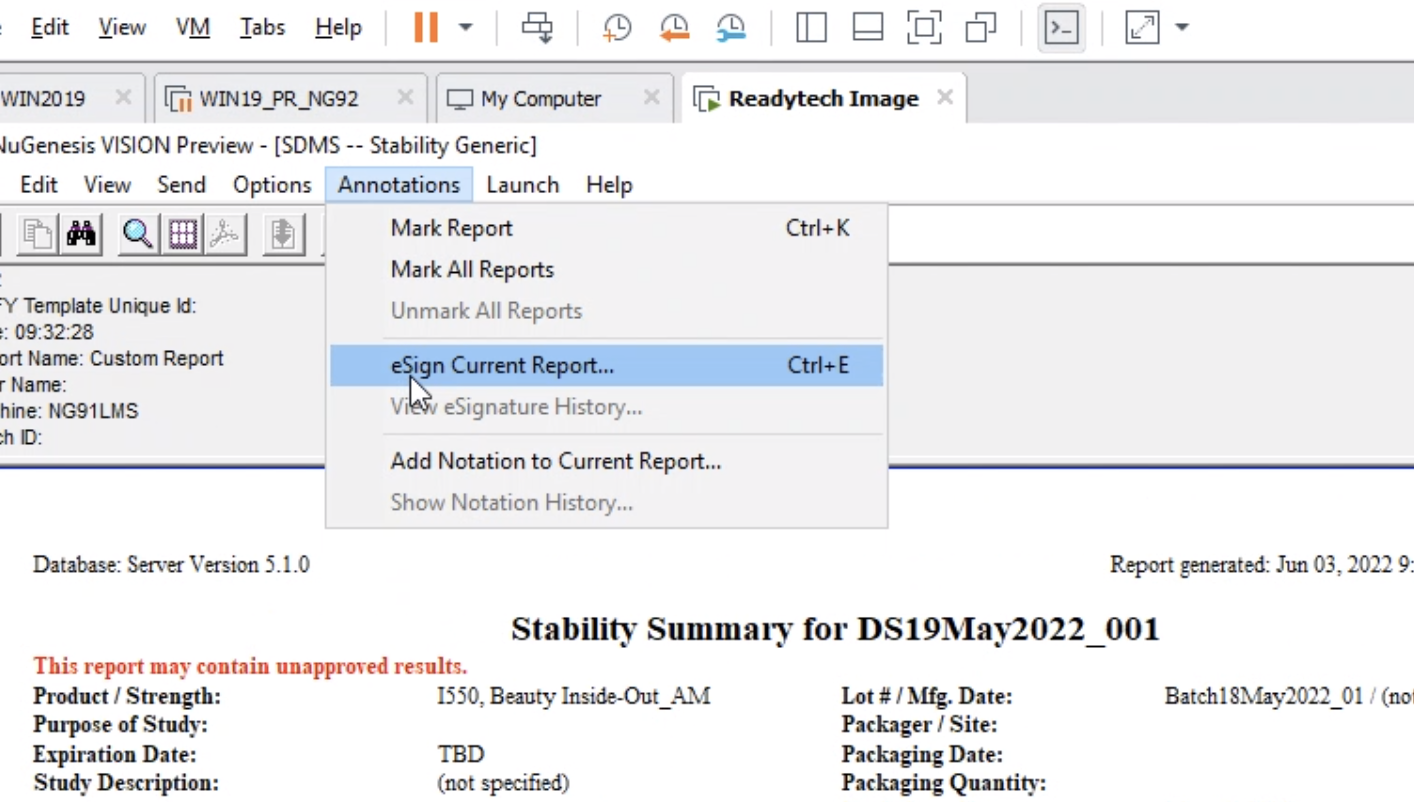 Edit View VM Tabs Help
WIN2019 WIN19_PR_NG92 My Computer Readytech Image
NuGenesis VISION Preview - [SDMS -- Stability Generic]
Edit View Send Options Annotations Launch Help
Mark Report Ctrl+K
Mark All Reports
Unmark All Reports
eSign Current Report... Ctrl+E
View eSignature History...
Add Notation to Current Report...
Show Notation History...
Template Unique Id:
09:32:28
Name: Custom Report
Name:
NG91LMS
ID:
Database: Server Version 5.1.0 Report generated: Jun 03, 2022 9:
Stability Summary for DS19May2022_001
This report may contain unapproved results.
Product / Strength: I550, Beauty Inside-Out_AM Lot # / Mfg. Date: Batch18May2022_01 / (not
Purpose of Study: Packager / Site:
Expiration Date: TBD Packaging Date:
Study Description: (not specified) Packaging Quantity: